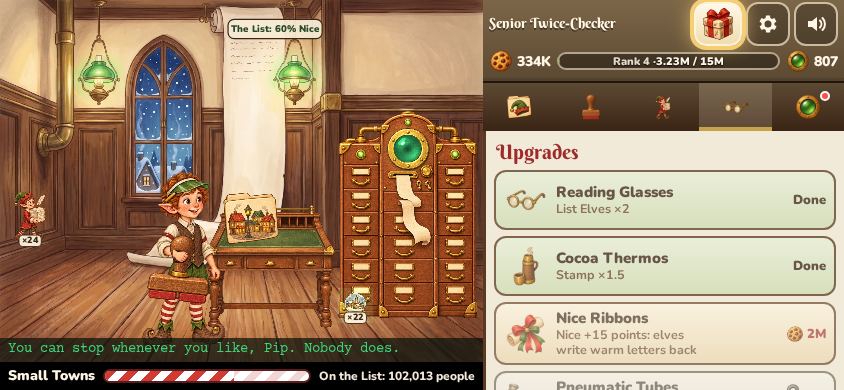 The List: 60% Nice
×24
×22
You can stop whenever you like, Pip. Nobody does.
Small Towns
On the List: 102,013 people
Senior Twice-Checker
334K
Rank 4 · 3.23M / 15M
807
Upgrades
Reading Glasses
List Elves ×2
Done
Cocoa Thermos
Stamp ×1.5
Done
Nice Ribbons
Nice +15 points: elves
write warm letters back
2M
Pneumatic Tubes